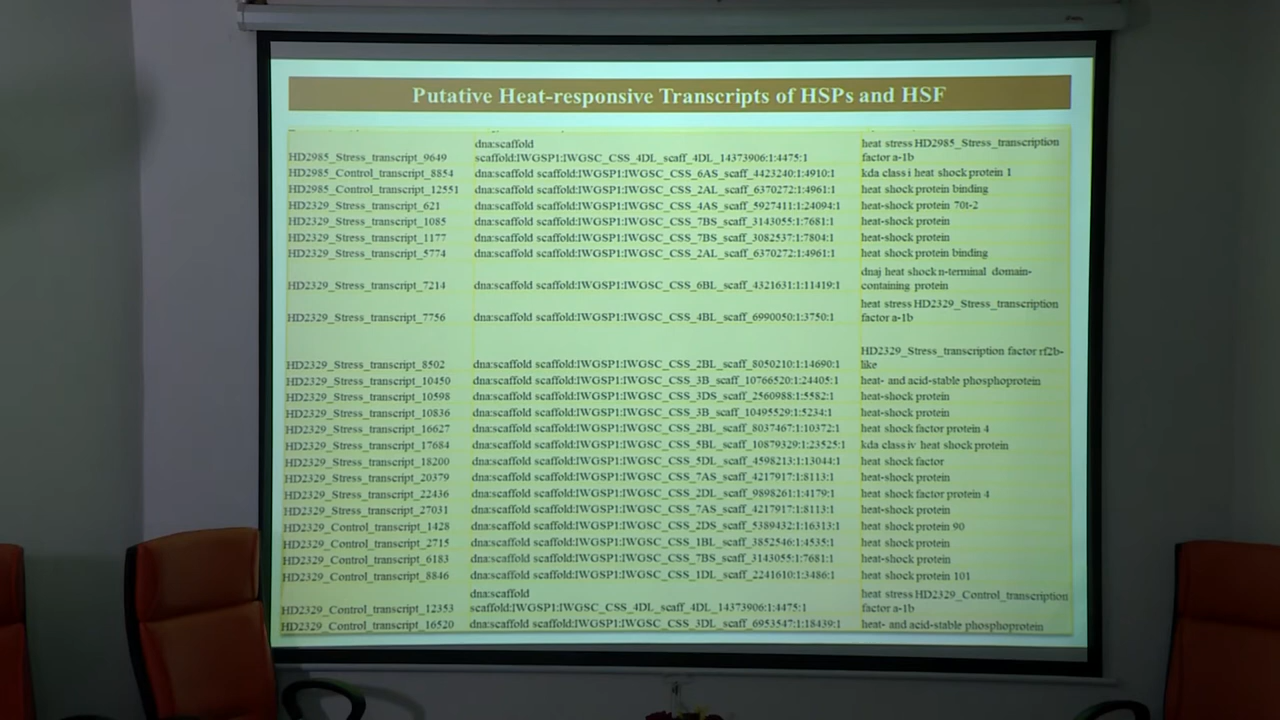 Putative Heat-responsive Transcripts of HSPs and HSF
HD2985_Stress_transcript_9649 dna:scaffold scaffold:IWGSP1:IWGSC_CSS_4DL_scaff_4DL_14373906:1:4475:1 heat stress HD2985_Stress_transcription factor a-1b
HD2985_Control_transcript_8854 dna:scaffold scaffold:IWGSP1:IWGSC_CSS_6AS_scaff_4423240:1:4910:1 kda class i heat shock protein 1
HD2985_Control_transcript_12551 dna:scaffold scaffold:IWGSP1:IWGSC_CSS_2AL_scaff_6370272:1:4961:1 heat shock protein binding
HD2329_Stress_transcript_621 dna:scaffold scaffold:IWGSP1:IWGSC_CSS_4AS_scaff_5927411:1:24094:1 heat-shock protein 70t-2
HD2329_Stress_transcript_1085 dna:scaffold scaffold:IWGSP1:IWGSC_CSS_7BS_scaff_3143055:1:7681:1 heat-shock protein
HD2329_Stress_transcript_1177 dna:scaffold scaffold:IWGSP1:IWGSC_CSS_7BS_scaff_3082537:1:7804:1 heat-shock protein
HD2329_Stress_transcript_5774 dna:scaffold scaffold:IWGSP1:IWGSC_CSS_2AL_scaff_6370272:1:4961:1 heat shock protein binding
HD2329_Stress_transcript_7214 dna:scaffold scaffold:IWGSP1:IWGSC_CSS_6BL_scaff_4321631:1:11419:1 dnaj heat shock n-terminal domain-containing protein
HD2329_Stress_transcript_7756 dna:scaffold scaffold:IWGSP1:IWGSC_CSS_4BL_scaff_6990050:1:3750:1 heat stress HD2329_Stress_transcription factor a-1b
HD2329_Stress_transcript_8502 dna:scaffold scaffold:IWGSP1:IWGSC_CSS_2BL_scaff_8050210:1:14690:1 HD2329_Stress_transcription factor rf2b-like
HD2329_Stress_transcript_10450 dna:scaffold scaffold:IWGSP1:IWGSC_CSS_3B_scaff_10766520:1:24405:1 heat- and acid-stable phosphoprotein
HD2329_Stress_transcript_10598 dna:scaffold scaffold:IWGSP1:IWGSC_CSS_3DS_scaff_2560988:1:5582:1 heat-shock protein
HD2329_Stress_transcript_10836 dna:scaffold scaffold:IWGSP1:IWGSC_CSS_3B_scaff_10495529:1:5234:1 heat-shock protein
HD2329_Stress_transcript_16627 dna:scaffold scaffold:IWGSP1:IWGSC_CSS_2BL_scaff_8037467:1:10372:1 heat shock factor protein 4
HD2329_Stress_transcript_17684 dna:scaffold scaffold:IWGSP1:IWGSC_CSS_5BL_scaff_10879329:1:23525:1 kda class iv heat shock protein
HD2329_Stress_transcript_18200 dna:scaffold scaffold:IWGSP1:IWGSC_CSS_5DL_scaff_4598213:1:13044:1 heat shock factor
HD2329_Stress_transcript_20379 dna:scaffold scaffold:IWGSP1:IWGSC_CSS_7AS_scaff_4217917:1:8113:1 heat-shock protein
HD2329_Stress_transcript_22436 dna:scaffold scaffold:IWGSP1:IWGSC_CSS_2DL_scaff_9898261:1:4179:1 heat shock factor protein 4
HD2329_Stress_transcript_27031 dna:scaffold scaffold:IWGSP1:IWGSC_CSS_7AS_scaff_4217917:1:8113:1 heat-shock protein
HD2329_Control_transcript_1428 dna:scaffold scaffold:IWGSP1:IWGSC_CSS_2DS_scaff_5389432:1:16313:1 heat shock protein 90
HD2329_Control_transcript_2715 dna:scaffold scaffold:IWGSP1:IWGSC_CSS_1BL_scaff_3852546:1:4535:1 heat shock protein
HD2329_Control_transcript_6183 dna:scaffold scaffold:IWGSP1:IWGSC_CSS_7BS_scaff_3143055:1:7681:1 heat-shock protein
HD2329_Control_transcript_8846 dna:scaffold scaffold:IWGSP1:IWGSC_CSS_1DL_scaff_2241610:1:3486:1 heat shock protein 101
HD2329_Control_transcript_12353 dna:scaffold scaffold:IWGSP1:IWGSC_CSS_4DL_scaff_4DL_14373906:1:4475:1 heat stress HD2329_Control_transcription factor a-1b
HD2329_Control_transcript_16520 dna:scaffold scaffold:IWGSP1:IWGSC_CSS_3DL_scaff_6953547:1:18439:1 heat- and acid-stable phosphoprotein